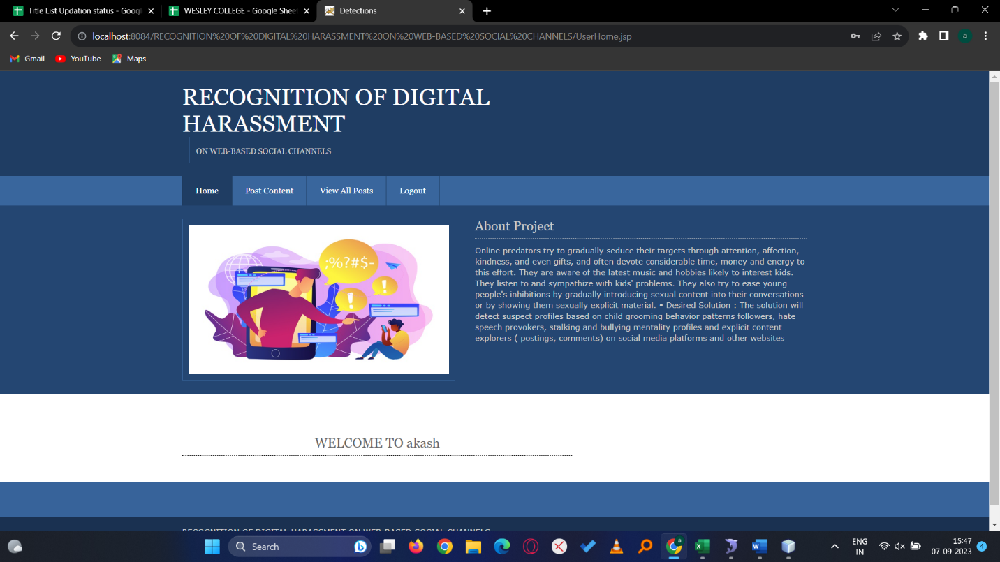 Title List Updation status - Goog
WESLEY COLLEGE - Google Sheet
Detections
localhost:8084/RECOGNITION%20OF%20DIGITAL%20HARASSMENT%20ON%20WEB-BASED%20SOCIAL%20CHANNELS/UserHome.jsp
a
Gmail
YouTube
Maps
RECOGNITION OF DIGITAL
HARASSMENT
ON WEB-BASED SOCIAL CHANNELS
Home
Post Content
View All Posts
Logout
;%?#$-
!
!
About Project
Online predators try to gradually seduce their targets through attention, affection,
kindness, and even gifts, and often devote considerable time, money and energy to
this effort. They are aware of the latest music and hobbies likely to interest kids.
They listen to and sympathize with kids' problems. They also try to ease young
people's inhibitions by gradually introducing sexual content into their conversations
or by showing them sexually explicit material. • Desired Solution : The solution will
detect suspect profiles based on child grooming behavior patterns followers, hate
speech provokers, stalking and bullying mentality profiles and explicit content
explorers ( postings, comments) on social media platforms and other websites
WELCOME TO akash
RECOGNITION OF DIGITAL HARASSMENT ON WEB-BASED SOCIAL CHANNELS
Search
ENG
IN
15:47
07-09-2023
4